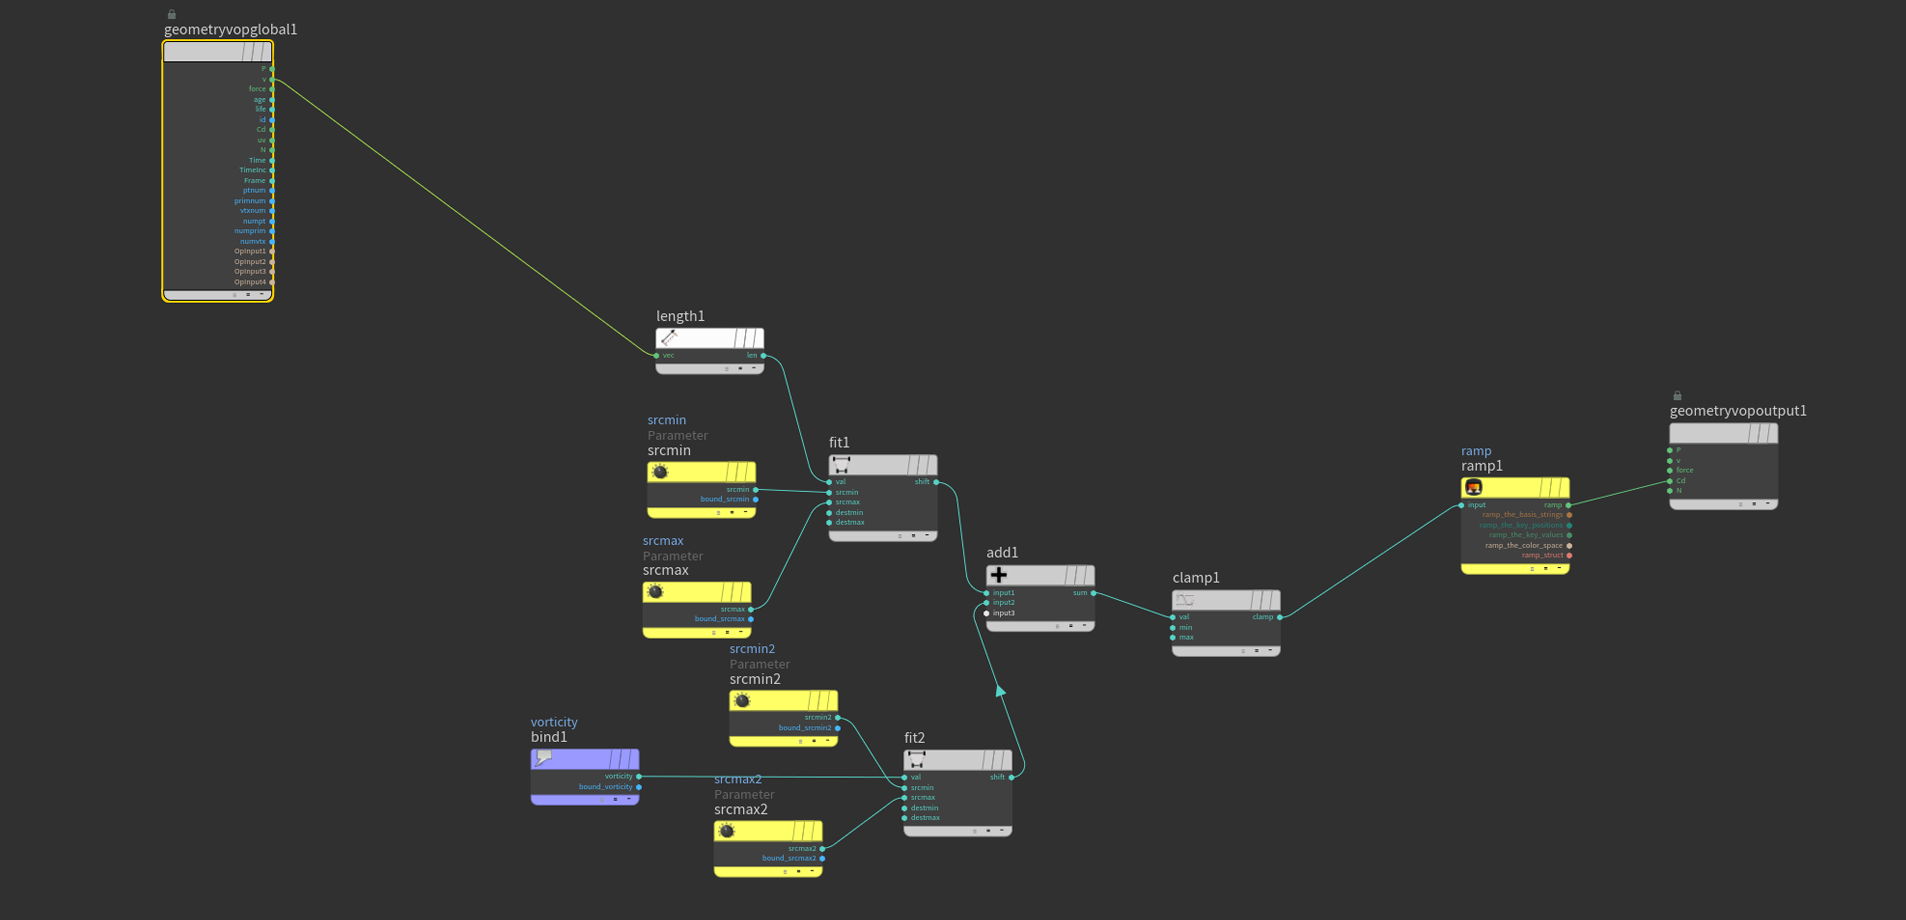 geometryvopglobal1
P
v
force
age
life
id
Cd
uv
N
Time
TimeInc
Frame
ptnum
primnum
vtxnum
numpt
numprim
numvtx
OpInput1
OpInput2
OpInput3
OpInput4
length1
vec len
srcmin
Parameter
srcmin
srcmin
bound_srcmin
fit1
val shift
srcmin
srcmax
destmin
destmax
srcmax
Parameter
srcmax
srcmax
bound_srcmax
add1
input1 sum
input2
input3
clamp1
val clamp
min
max
ramp
ramp1
input ramp
ramp_the_basis_strings
ramp_the_key_positions
ramp_the_key_values
ramp_the_color_space
ramp_struct
geometryvopoutput1
P
v
force
Cd
N
srcmin2
Parameter
srcmin2
srcmin2
bound_srcmin2
vorticity
bind1
vorticity
bound_vorticity
fit2
val shift
srcmin
srcmax
destmin
destmax
srcmax2
Parameter
srcmax2
srcmax2
bound_srcmax2